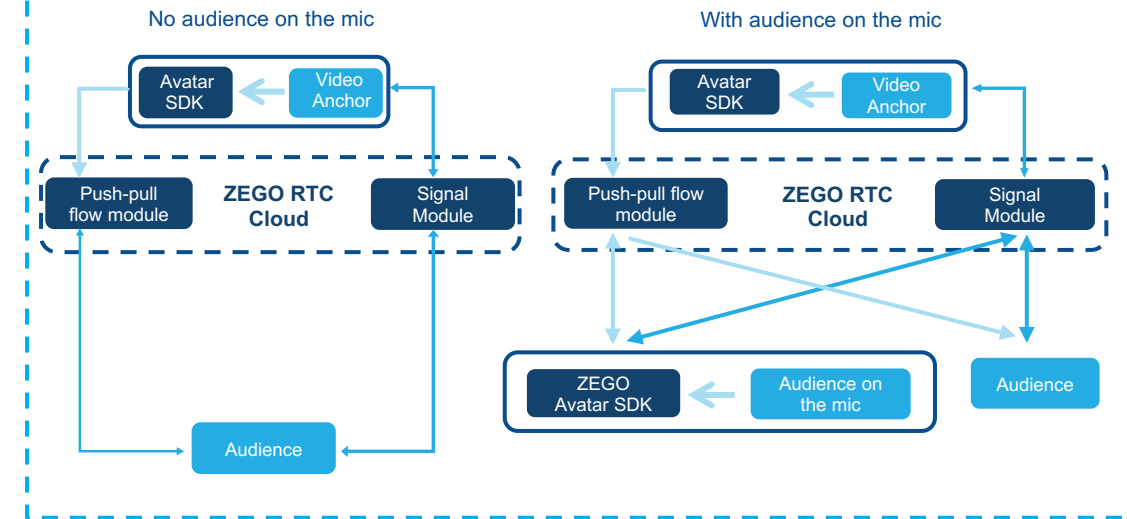 No audience on the mic
Avatar
SDK
Video
Anchor
Push-pull
flow module
ZEGO RTC
Cloud
Signal
Module
Audience
With audience on the mic
Avatar
SDK
Video
Anchor
Push-pull flow
module
ZEGO RTC
Cloud
Signal
Module
ZEGO
Avatar SDK
Audience on
the mic
Audience